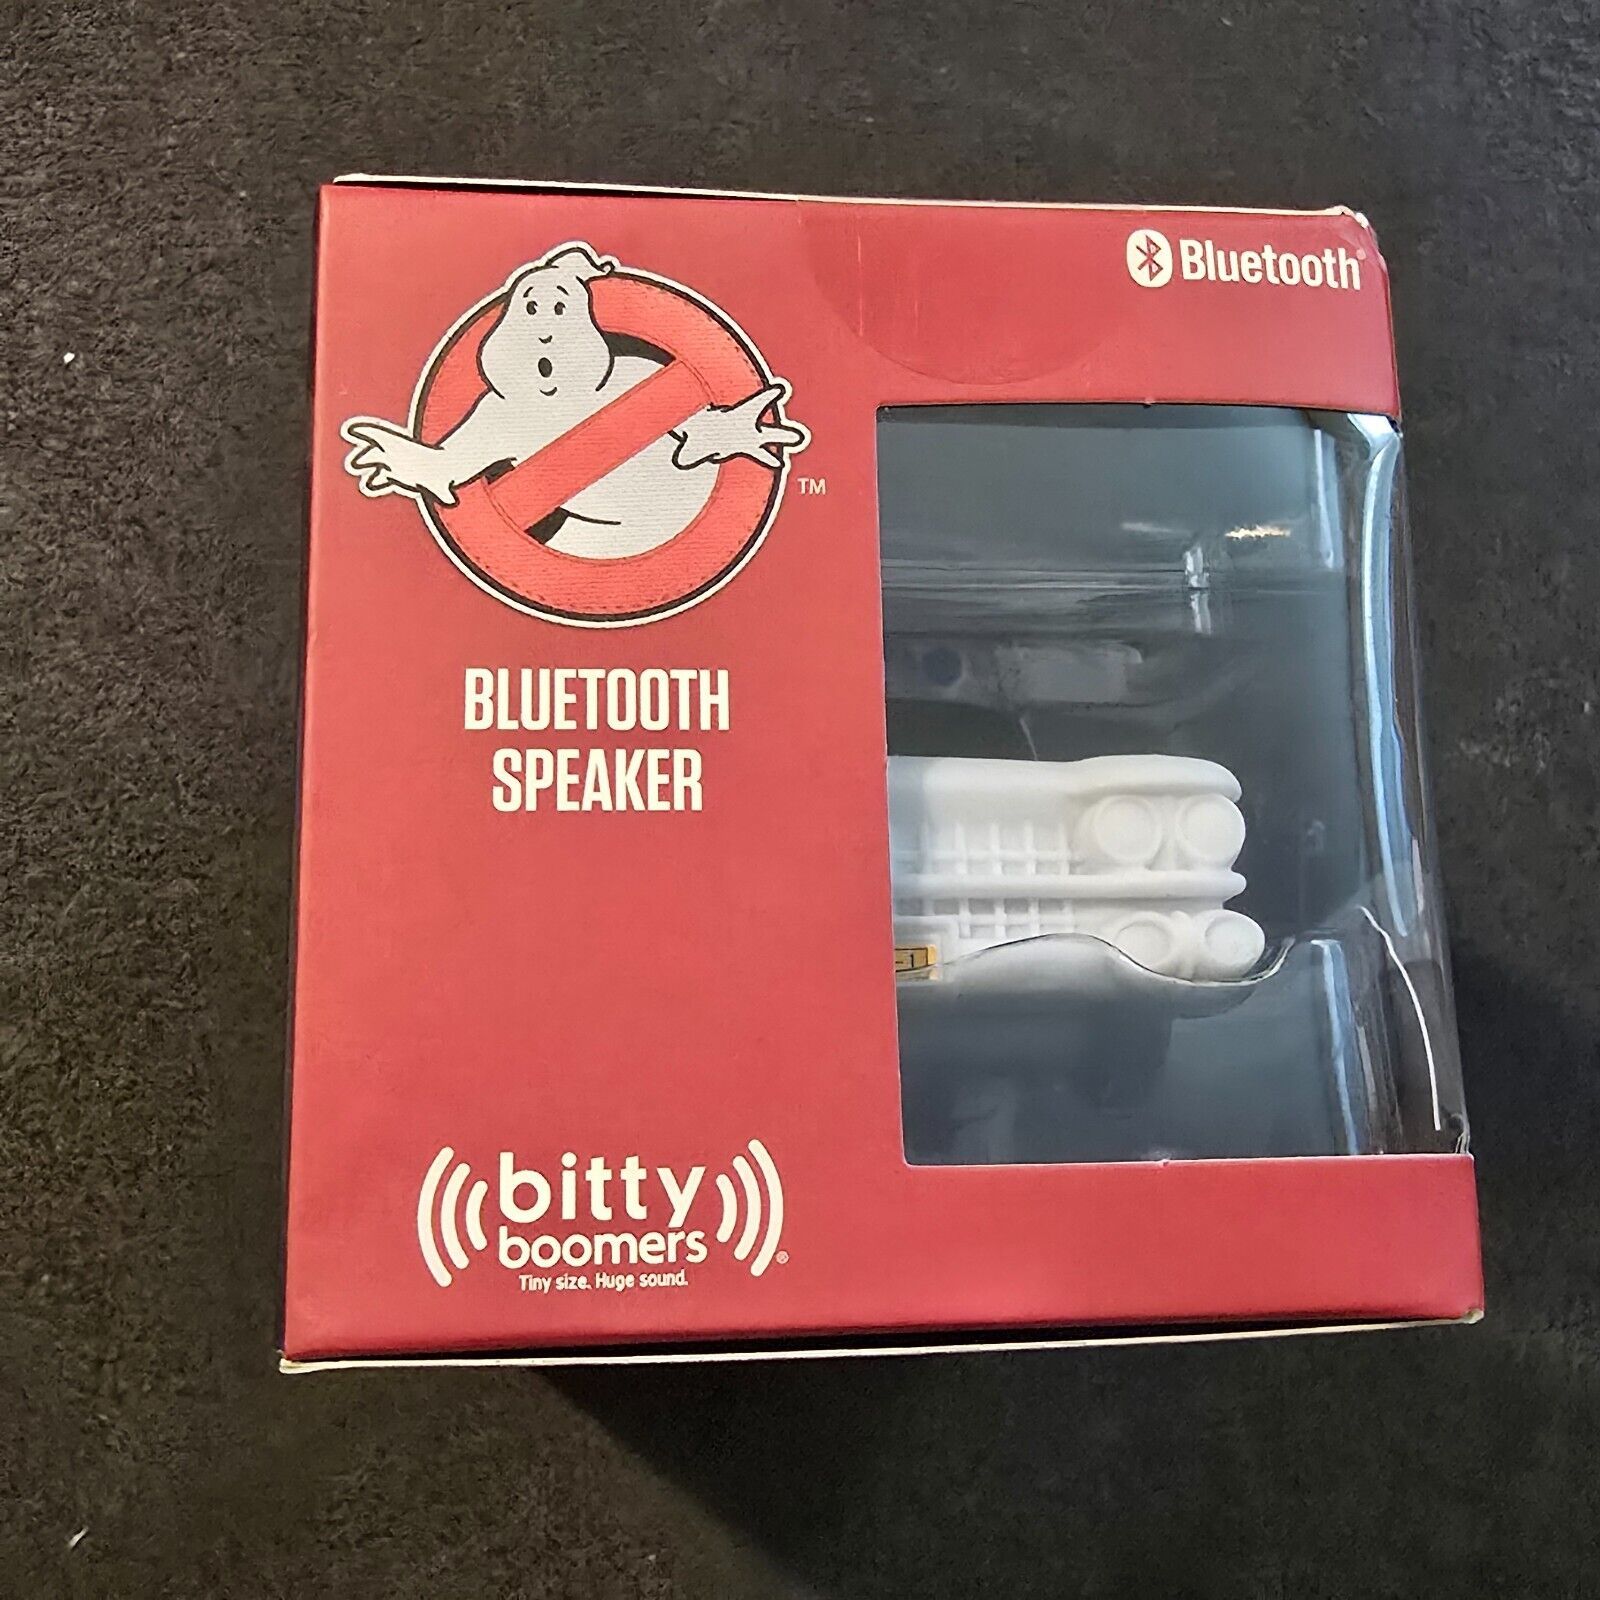 Bluetooth®
TM
BLUETOOTH
SPEAKER
bitty
boomers®
Tiny size. Huge sound.